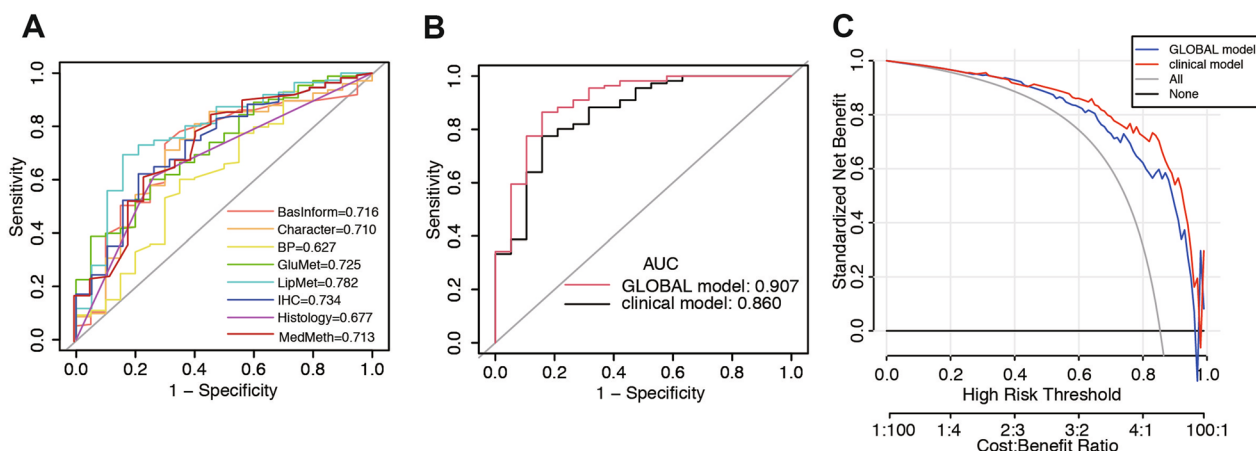 A
Sensitivity
1.0
0.8
0.6
0.4
0.2
0.0
BasInform=0.716
Character=0.710
BP=0.627
GluMet=0.725
LipMet=0.782
IHC=0.734
Histology=0.677
MedMeth=0.713
0.0 0.2 0.4 0.6 0.8 1.0
1 − Specificity
B
Sensitivity
1.0
0.8
0.6
0.4
0.2
0.0
AUC
GLOBAL model: 0.907
clinical model: 0.860
0.0 0.2 0.4 0.6 0.8 1.0
1 − Specificity
C
GLOBAL model
clinical model
All
None
Standardized Net Benefit
1.0
0.8
0.6
0.4
0.2
0.0
0.0 0.2 0.4 0.6 0.8 1.0
High Risk Threshold
1:100 1:4 2:3 3:2 4:1 100:1
Cost:Benefit Ratio